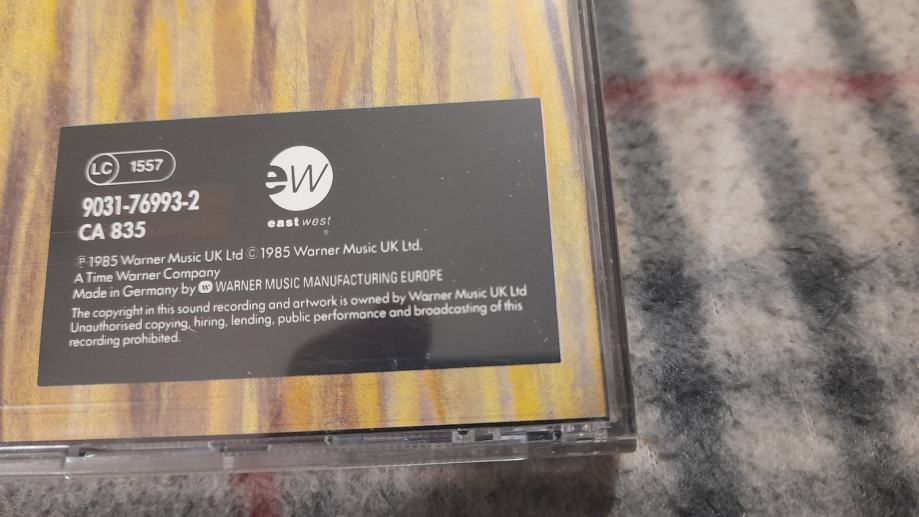 LC 1557
ew
eastwest
9031-76993-2
CA 835
℗ 1985 Warner Music UK Ltd © 1985 Warner Music UK Ltd.
A Time Warner Company
Made in Germany by WARNER MUSIC MANUFACTURING EUROPE
The copyright in this sound recording and artwork is owned by Warner Music UK Ltd
Unauthorised copying, hiring, lending, public performance and broadcasting of this
recording prohibited.